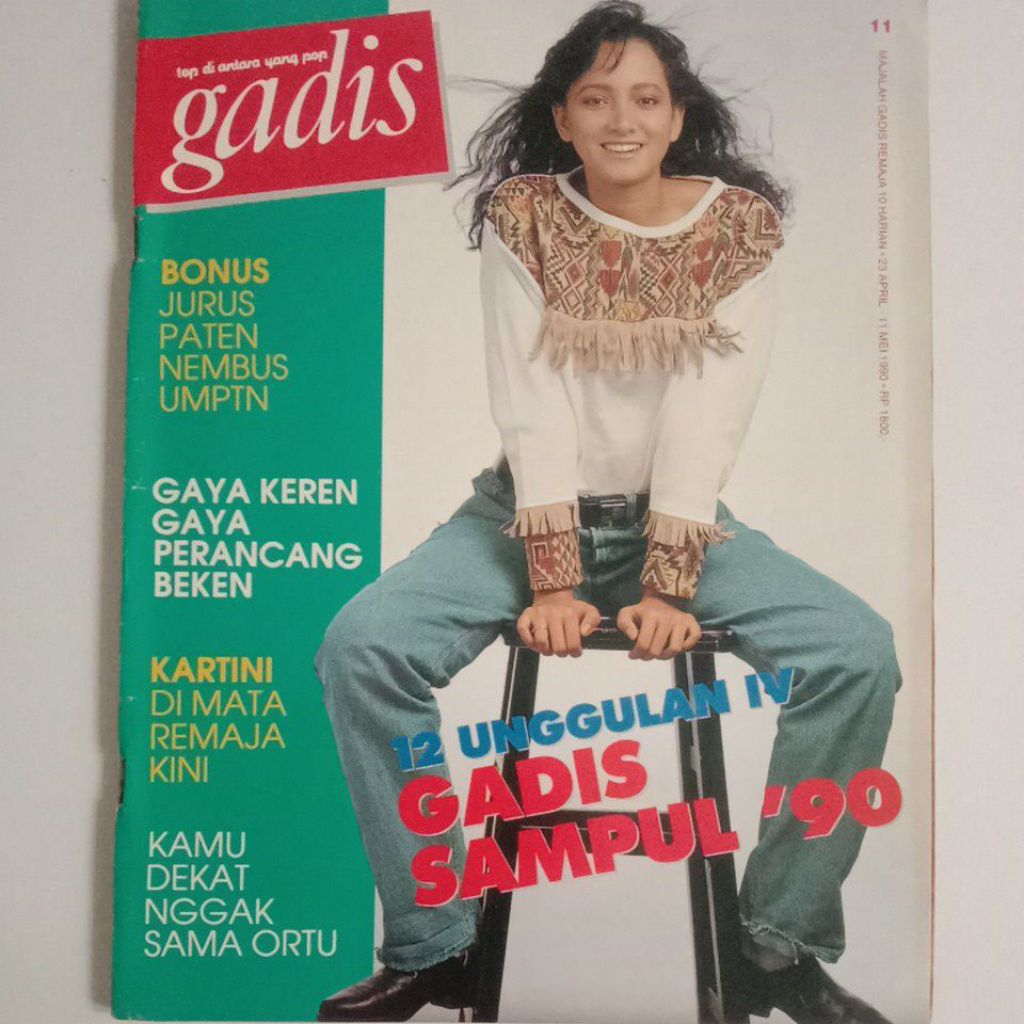 top di antara yang pop
gadis
11
MAJALAH GADIS REMAJA 10 HARIAN • 23 APRIL - 11 MEI 1990 • RP 1600,-
BONUS
JURUS
PATEN
NEMBUS
UMPTN
GAYA KEREN
GAYA
PERANCANG
BEKEN
KARTINI
DI MATA
REMAJA
KINI
KAMU
DEKAT
NGGAK
SAMA ORTU
12 UNGGULAN IV
GADIS
SAMPUL '90